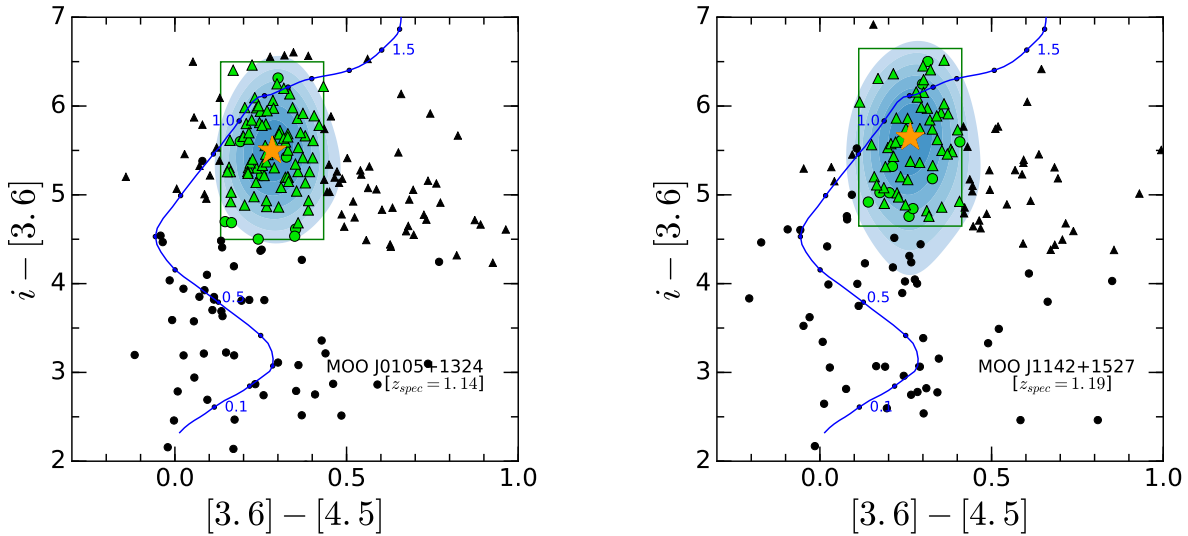 7
6
5
4
3
2
i − [3.6]
0.0 0.5 1.0
[3.6] − [4.5]
1.5
1.0
0.5
0.1
MOO J0105+1324
[z_spec = 1.14]
7
6
5
4
3
2
i − [3.6]
0.0 0.5 1.0
[3.6] − [4.5]
1.5
1.0
0.5
0.1
MOO J1142+1527
[z_spec = 1.19]